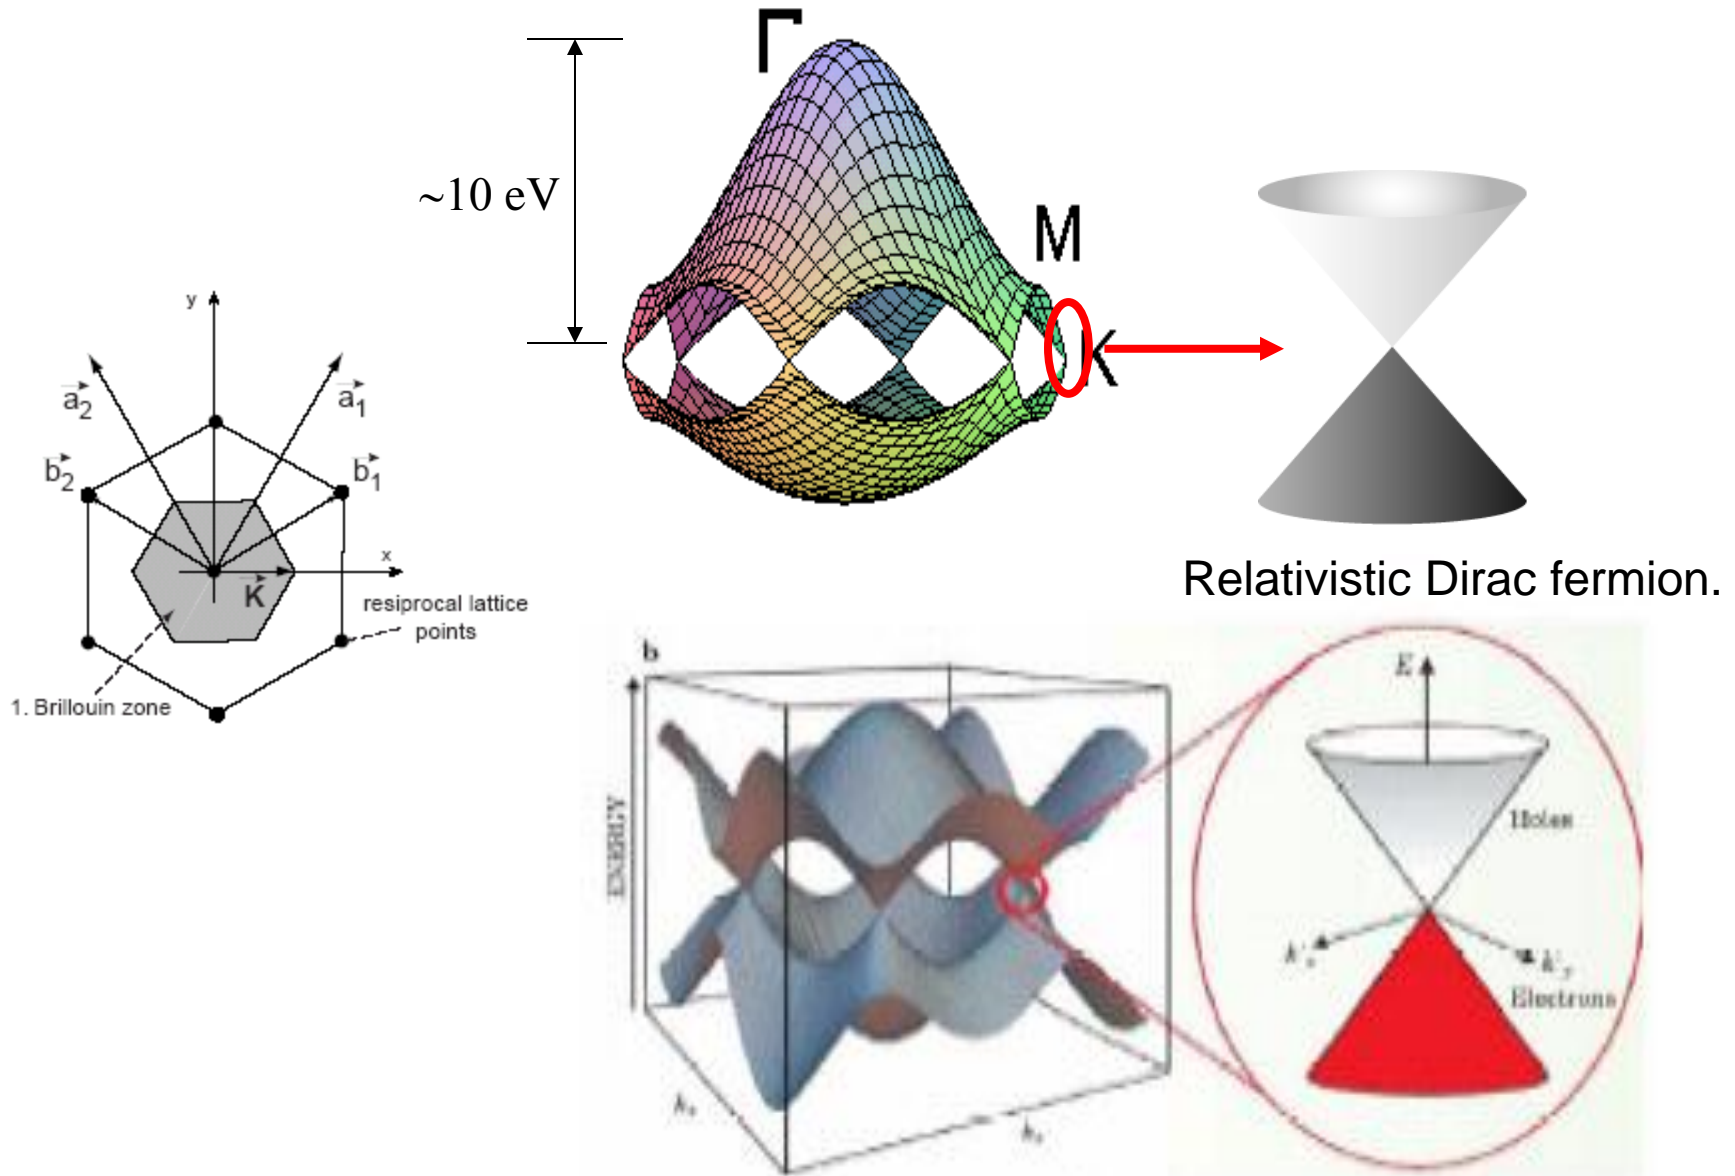 Γ
~10 eV
M
K
y
a₂
a₁
b₂
b₁
x
K
resiprocal lattice
points
1. Brillouin zone
Relativistic Dirac fermion.
b
E
ENERGY
Holes
Electrons